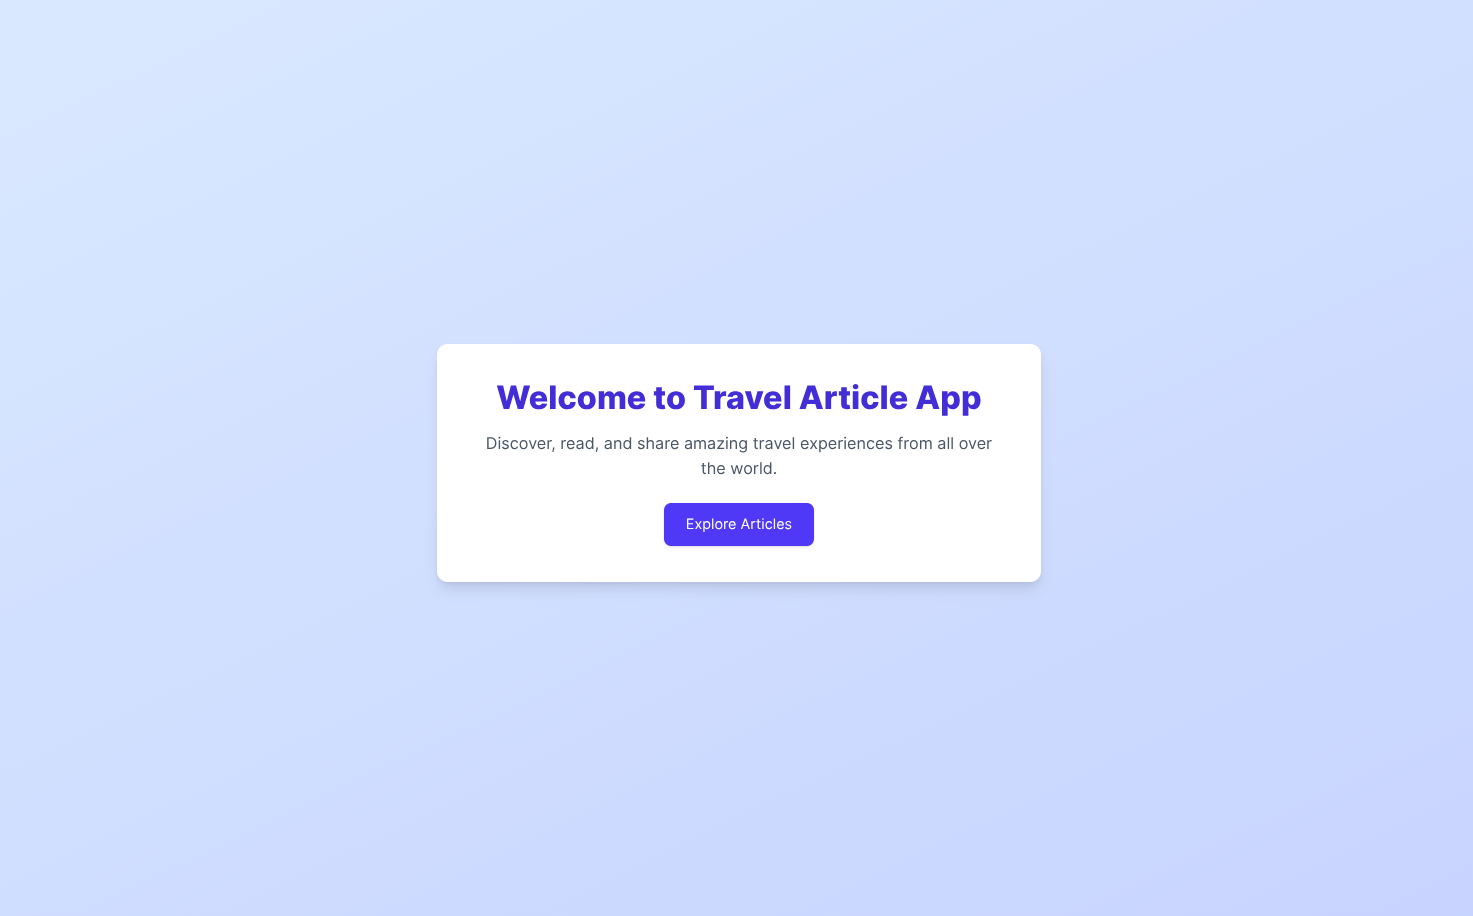 Welcome to Travel Article App
Discover, read, and share amazing travel experiences from all over
the world.
Explore Articles